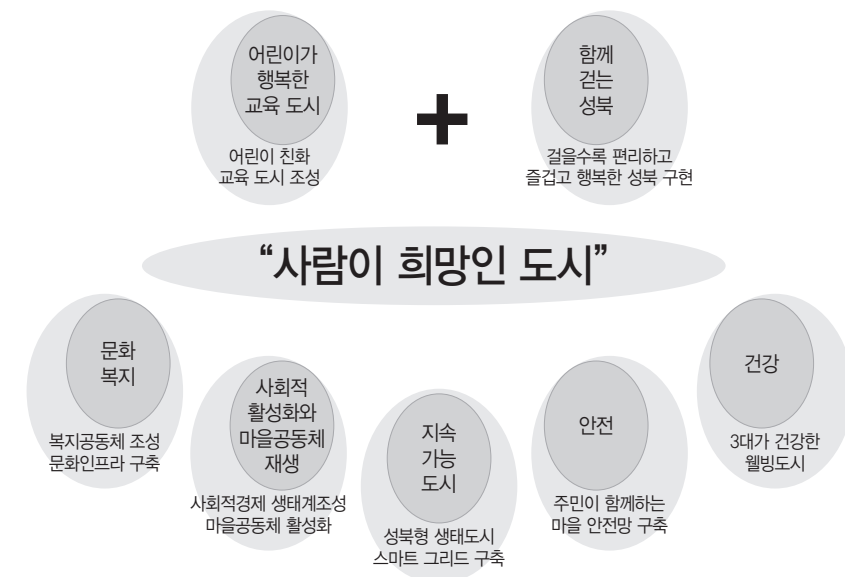 어린이가
행복한
교육 도시
어린이 친화
교육 도시 조성
+
함께
걷는
성북
걸을수록 편리하고
즐겁고 행복한 성북 구현
“사람이 희망인 도시”
문화
복지
복지공동체 조성
문화인프라 구축
사회적
활성화와
마을공동체
재생
사회적경제 생태계조성
마을공동체 활성화
지속
가능
도시
성북형 생태도시
스마트 그리드 구축
안전
주민이 함께하는
마을 안전망 구축
건강
3대가 건강한
웰빙도시